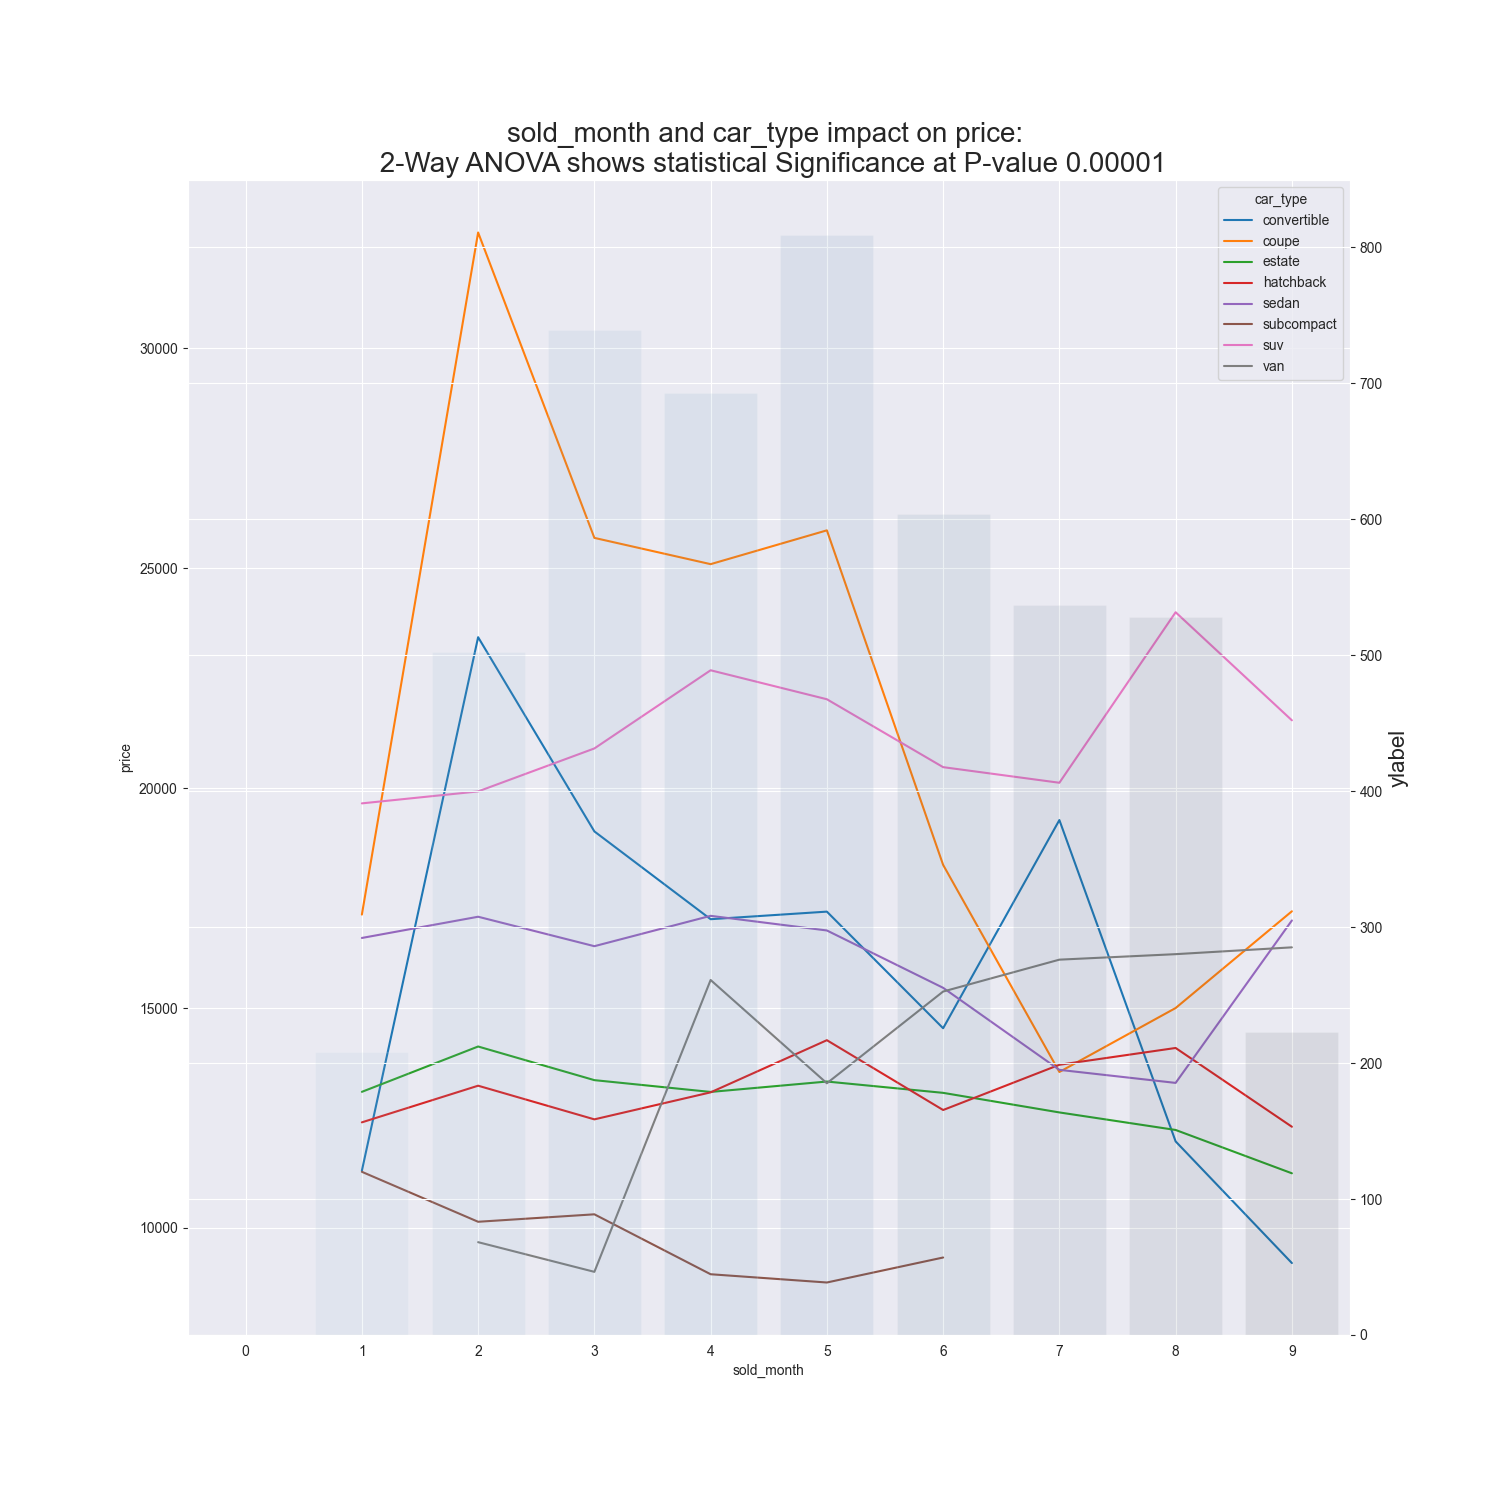 sold_month and car_type impact on price:
2-Way ANOVA shows statistical Significance at P-value 0.00001
car_type
convertible
coupe
estate
hatchback
sedan
subcompact
suv
van
30000
25000
20000
15000
10000
price
800
700
600
500
400
300
200
100
0
ylabel
0 1 2 3 4 5 6 7 8 9
sold_month